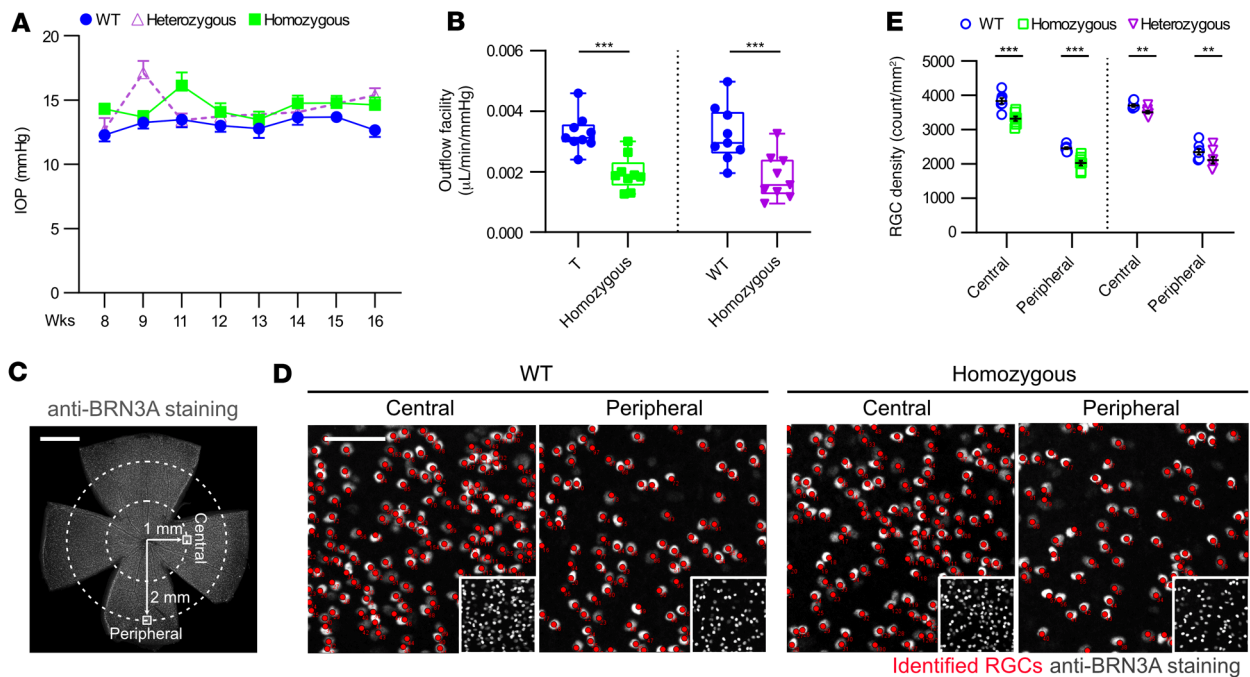 A
WT Heterozygous Homozygous
IOP (mmHg)
20
15
10
5
0
Wks 8 9 11 12 13 14 15 16
B
Outflow facility
(µL/min/mmHg)
0.006
0.004
0.002
0.000
*** ***
T Homozygous WT Homozygous
E
WT Homozygous Heterozygous
RGC density (count/mm²)
5000
4000
3000
2000
1000
0
*** *** ** **
Central Peripheral Central Peripheral
C
anti-BRN3A staining
1 mm
Central
2 mm
Peripheral
D
WT Homozygous
Central Peripheral Central Peripheral
Identified RGCs anti-BRN3A staining